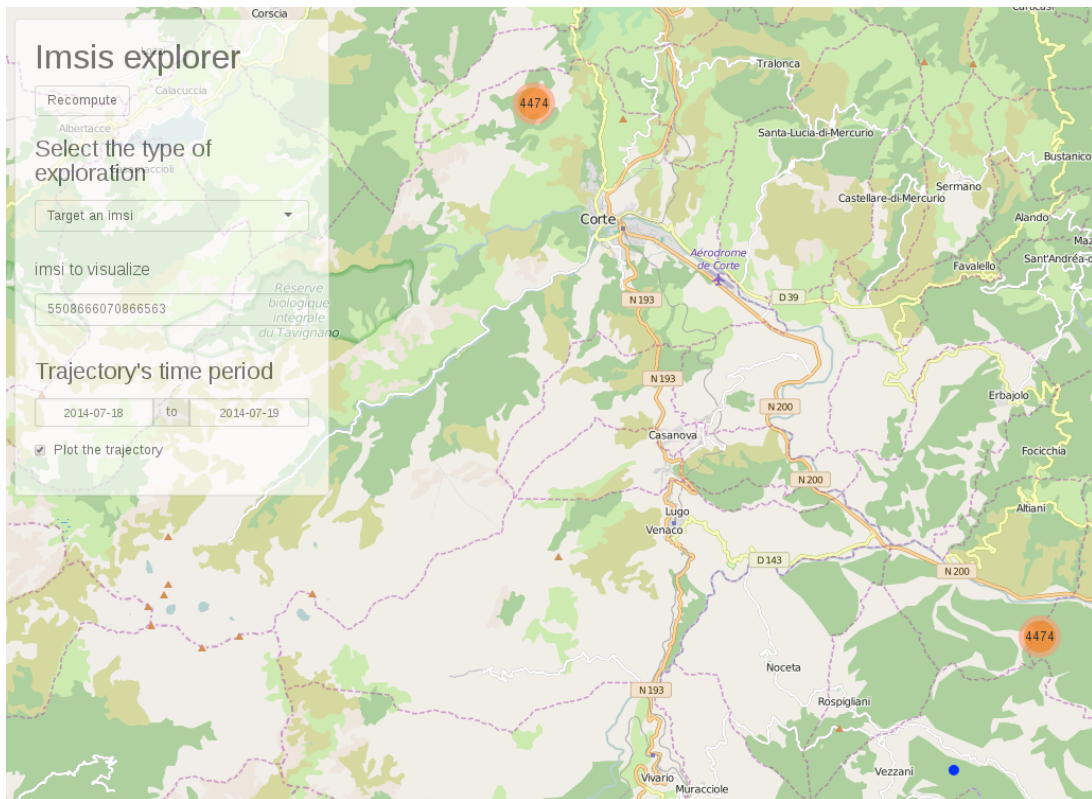 Imsis explorer
Recompute
Select the type of
exploration
Target an imsi
imsi to visualize
5508666070866563
Trajectory's time period
2014-07-18 to 2014-07-19
Plot the trajectory
Corscia
Calacuccia
Albertacce
Réserve
biologique
intégrale
du Tavignano
4474
Tralonca
Santa-Lucia-di-Mercurio
Bustanico
Sermano
Castellare-di-Mercurio
Alando
Corte
Aérodrome
de Corte
Favalello
D 39
N 193
N 193
N 200
Erbajolo
Casanova
Focicchia
N 200
Altiani
Lugo
Venaco
D 143
N 200
4474
Noceta
N 193
Rospigliani
Vezzani
Vivario
Muracciole